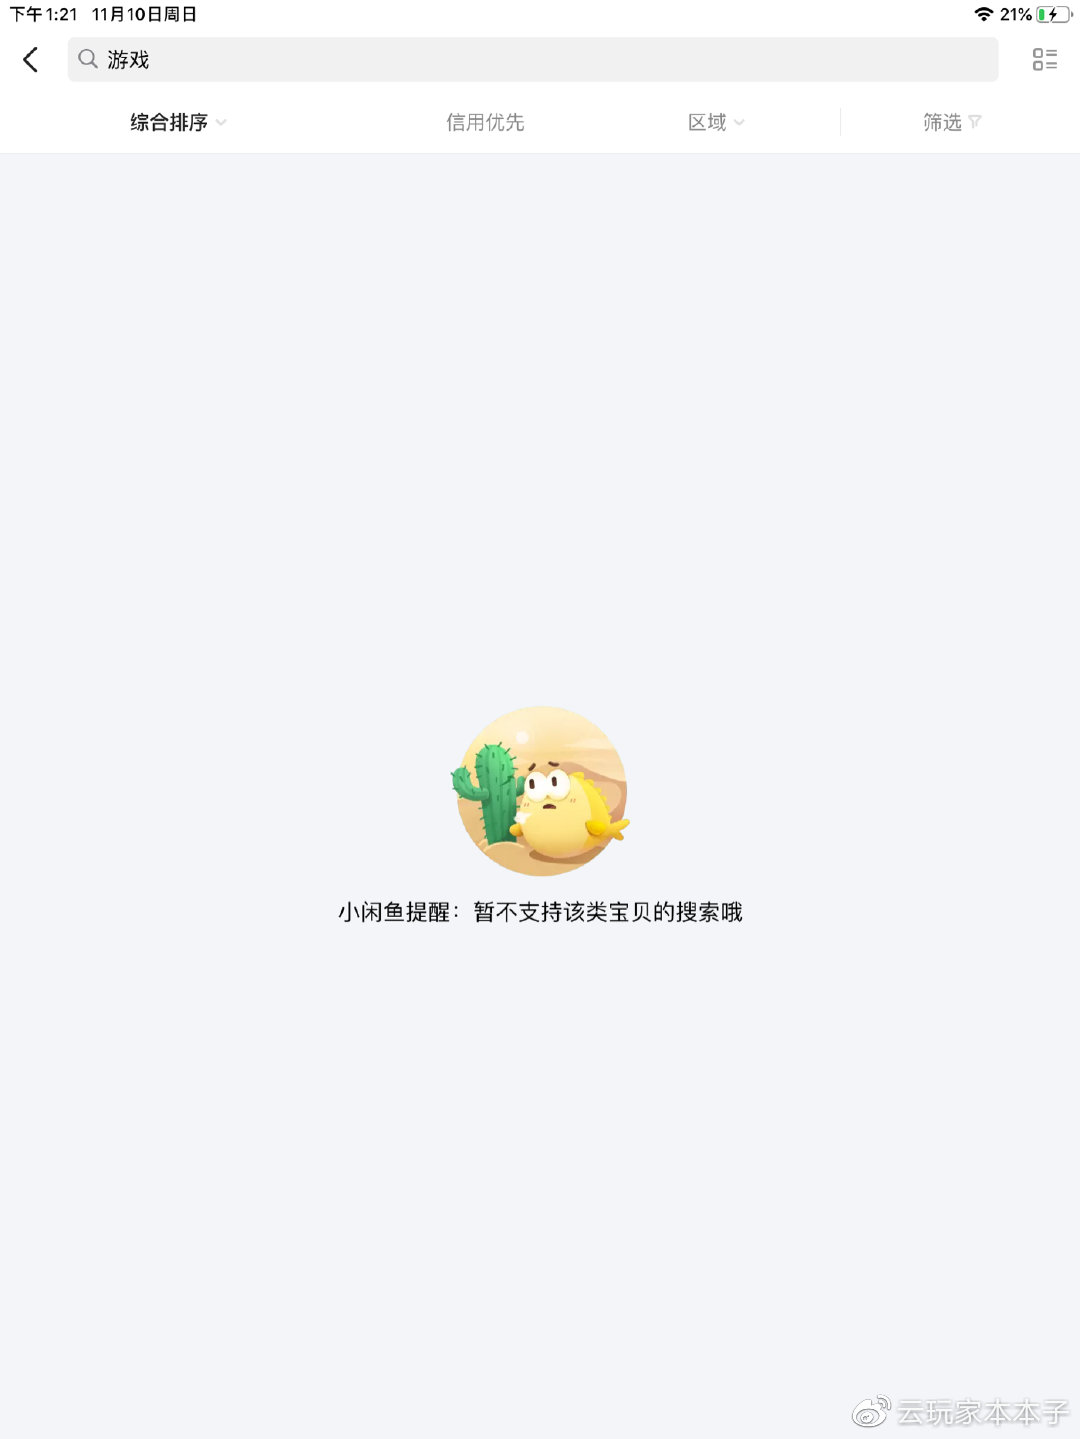 下午1:21 11月10日周日 21%
游戏
综合排序 信用优先 区域 筛选
小闲鱼提醒：暂不支持该类宝贝的搜索哦
云玩家本本子